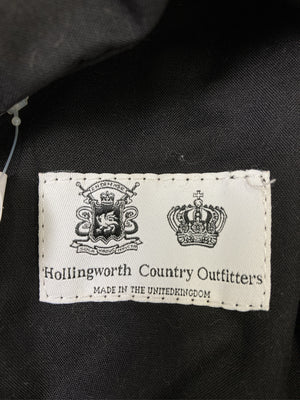 Hollingworth Country Outfitters
MADE IN THE UNITEDKINGDOM